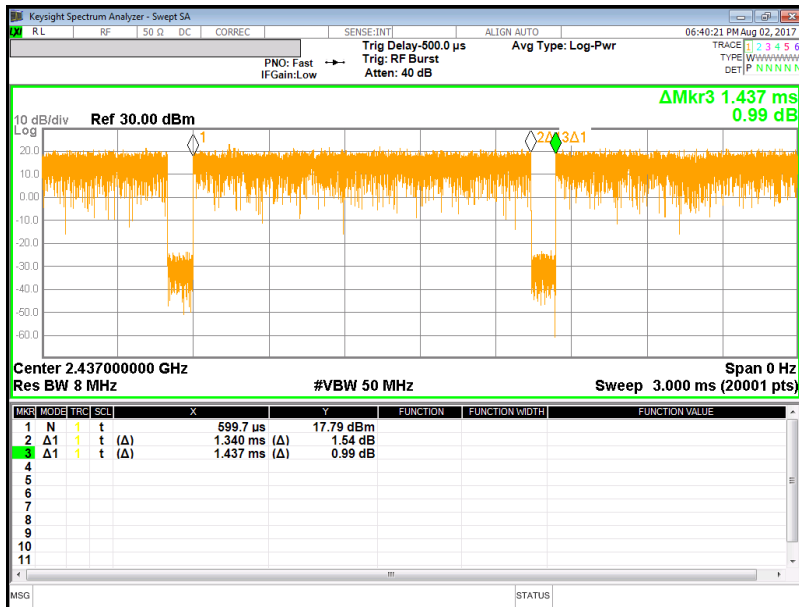 Keysight Spectrum Analyzer - Swept SA
LXI RL RF 50 Ω DC CORREC SENSE:INT ALIGN AUTO 06:40:21 PM Aug 02, 2017
Trig Delay-500.0 µs Avg Type: Log-Pwr TRACE 1 2 3 4 5 6
PNO: Fast Trig: RF Burst TYPE WWWWWW
IFGain:Low Atten: 40 dB DET P N N N N N
ΔMkr3 1.437 ms
10 dB/div Ref 30.00 dBm 0.99 dB
Log
1 2Δ1 3Δ1
20.0
10.0
0.00
-10.0
-20.0
-30.0
-40.0
-50.0
-60.0
Center 2.437000000 GHz Span 0 Hz
Res BW 8 MHz #VBW 50 MHz Sweep 3.000 ms (20001 pts)
MKR MODE TRC SCL X Y FUNCTION FUNCTION WIDTH FUNCTION VALUE
1 N 1 t 599.7 µs 17.79 dBm
2 Δ1 1 t (Δ) 1.340 ms (Δ) 1.54 dB
3 Δ1 1 t (Δ) 1.437 ms (Δ) 0.99 dB
4
5
6
7
8
9
10
11
MSG STATUS